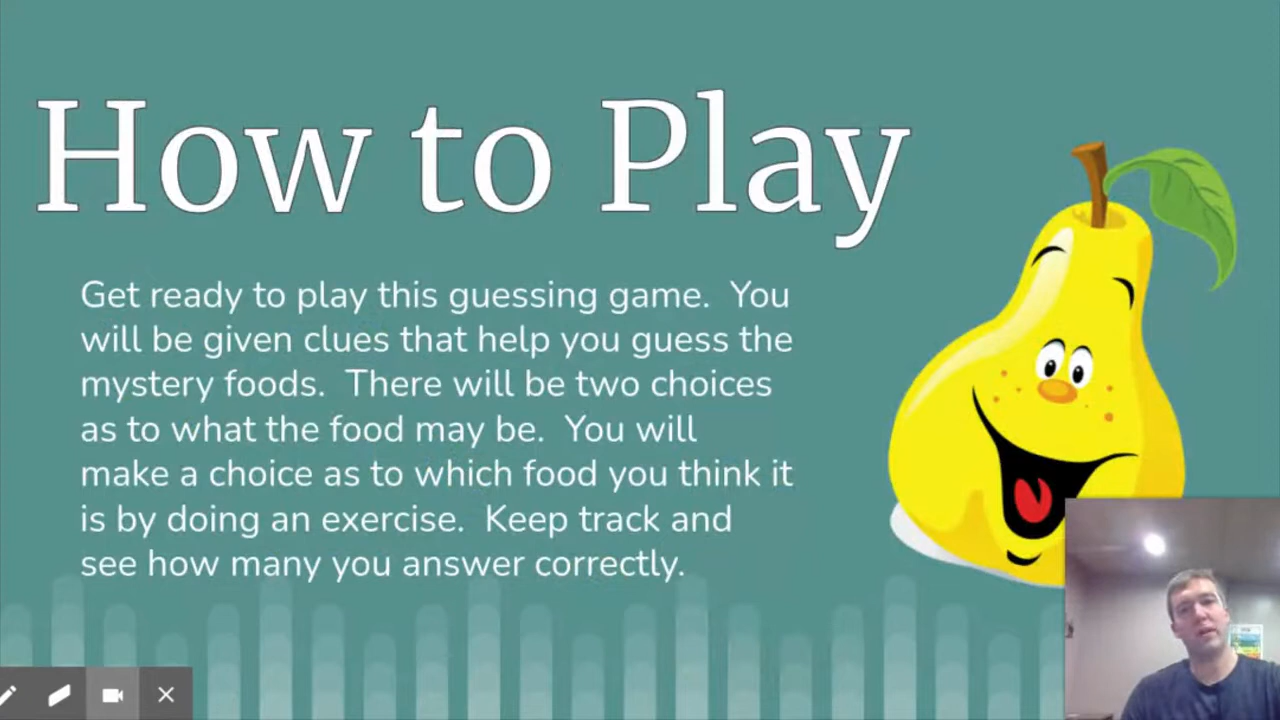 How to Play
Get ready to play this guessing game.  You
will be given clues that help you guess the
mystery foods.  There will be two choices
as to what the food may be.  You will
make a choice as to which food you think it
is by doing an exercise.  Keep track and
see how many you answer correctly.